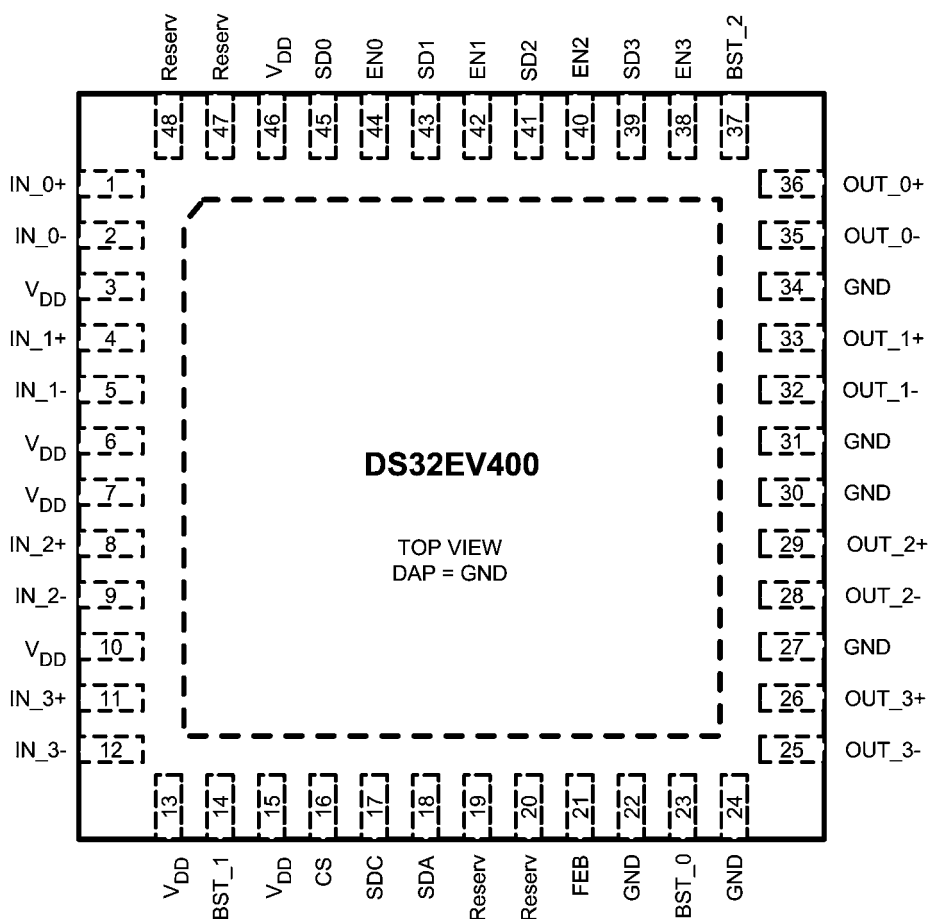 Reserv
Reserv
VDD
SD0
EN0
SD1
EN1
SD2
EN2
SD3
EN3
BST_2
48
47
46
45
44
43
42
41
40
39
38
37
IN_0+ 1
36 OUT_0+
IN_0- 2
35 OUT_0-
VDD 3
34 GND
IN_1+ 4
33 OUT_1+
IN_1- 5
32 OUT_1-
VDD 6
31 GND
VDD 7
30 GND
DS32EV400
IN_2+ 8
29 OUT_2+
TOP VIEW
DAP = GND
IN_2- 9
28 OUT_2-
VDD 10
27 GND
IN_3+ 11
26 OUT_3+
IN_3- 12
25 OUT_3-
13
14
15
16
17
18
19
20
21
22
23
24
VDD
BST_1
VDD
CS
SDC
SDA
Reserv
Reserv
FEB
GND
BST_0
GND